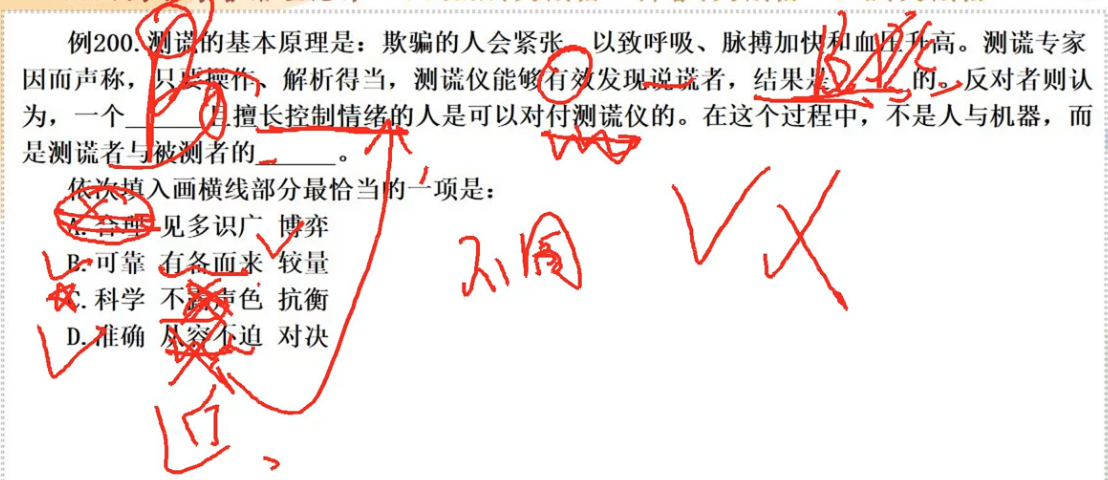 例200.测谎的基本原理是：欺骗的人会紧张，以致呼吸、脉搏加快和血压升高。测谎专家
因而声称，只要操作、解析得当，测谎仪能够有效发现说谎者，结果是______的。反对者则认
为，一个______且擅长控制情绪的人是可以对付测谎仪的。在这个过程中，不是人与机器，而
是测谎者与被测者的______。
依次填入画横线部分最恰当的一项是：
A.合理 见多识广 博弈
B.可靠 有备而来 较量
C.科学 不露声色 抗衡
D.准确 从容不迫 对决